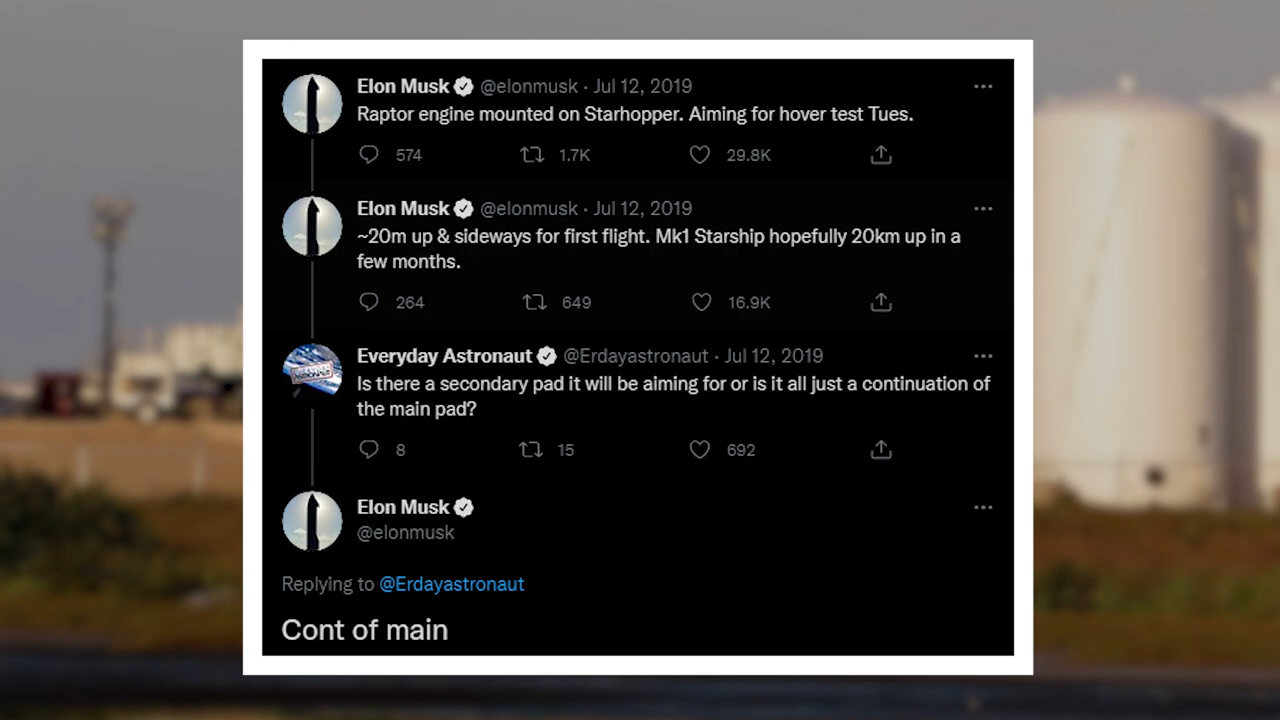 Elon Musk @elonmusk · Jul 12, 2019
Raptor engine mounted on Starhopper. Aiming for hover test Tues.
574 1.7K 29.8K
Elon Musk @elonmusk · Jul 12, 2019
~20m up & sideways for first flight. Mk1 Starship hopefully 20km up in a
few months.
264 649 16.9K
Everyday Astronaut @Erdayastronaut · Jul 12, 2019
Is there a secondary pad it will be aiming for or is it all just a continuation of
the main pad?
8 15 692
Elon Musk
@elonmusk
Replying to @Erdayastronaut
Cont of main